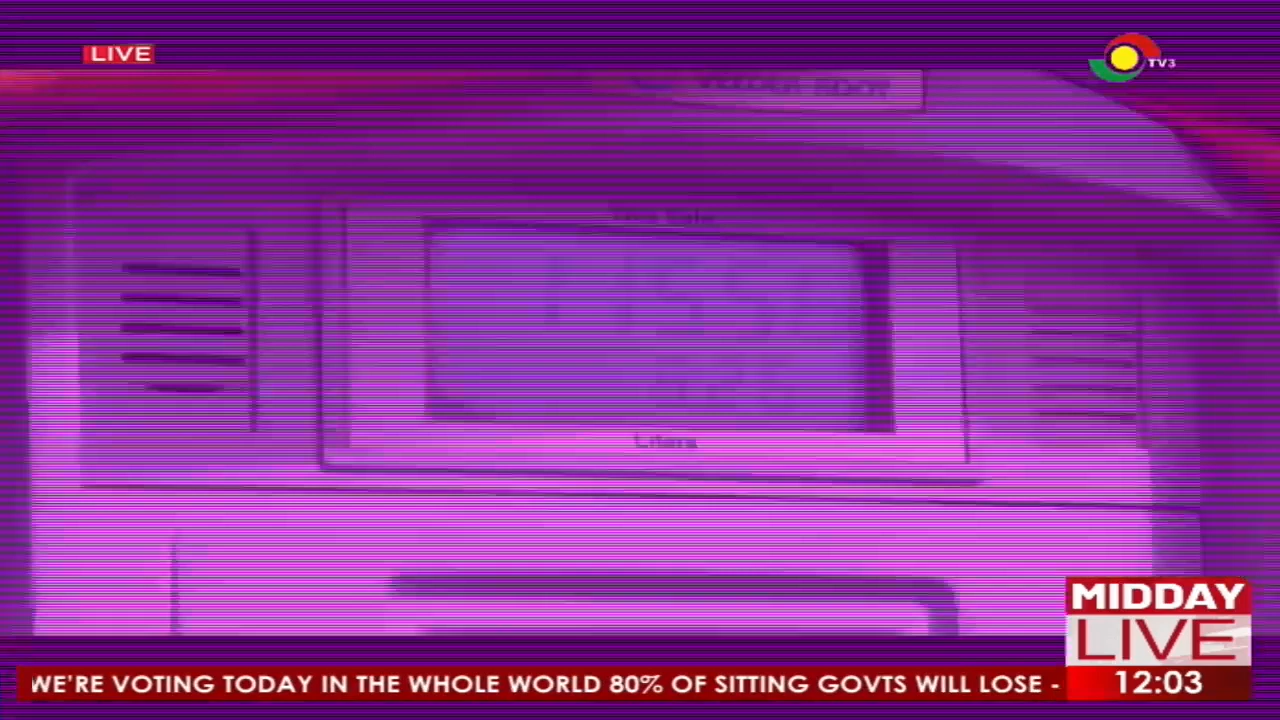 LIVE
TV3
Liters
MIDDAY
LIVE
WE'RE VOTING TODAY IN THE WHOLE WORLD 80% OF SITTING GOVTS WILL LOSE -
12:03